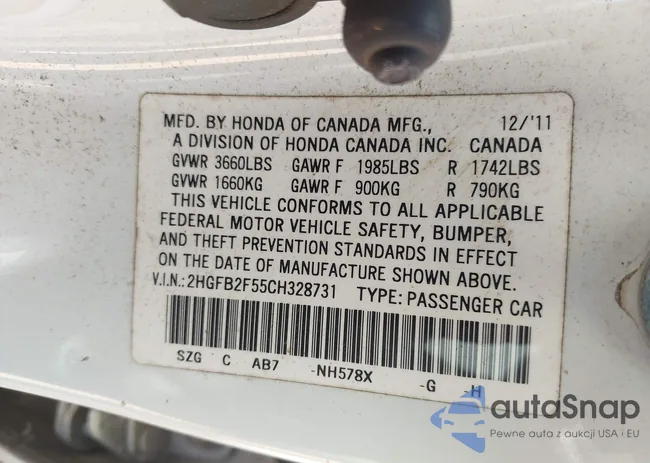 MFD. BY HONDA OF CANADA MFG., 12/'11
A DIVISION OF HONDA CANADA INC. CANADA
GVWR 3660LBS GAWR F 1985LBS R 1742LBS
GVWR 1660KG GAWR F 900KG R 790KG
THIS VEHICLE CONFORMS TO ALL APPLICABLE
FEDERAL MOTOR VEHICLE SAFETY, BUMPER,
AND THEFT PREVENTION STANDARDS IN EFFECT
ON THE DATE OF MANUFACTURE SHOWN ABOVE.
V.I.N.:2HGFB2F55CH328731 TYPE: PASSENGER CAR
SZG C AB7 -NH578X -G -H
autaSnap
Pewne auta z aukcji USA i EU